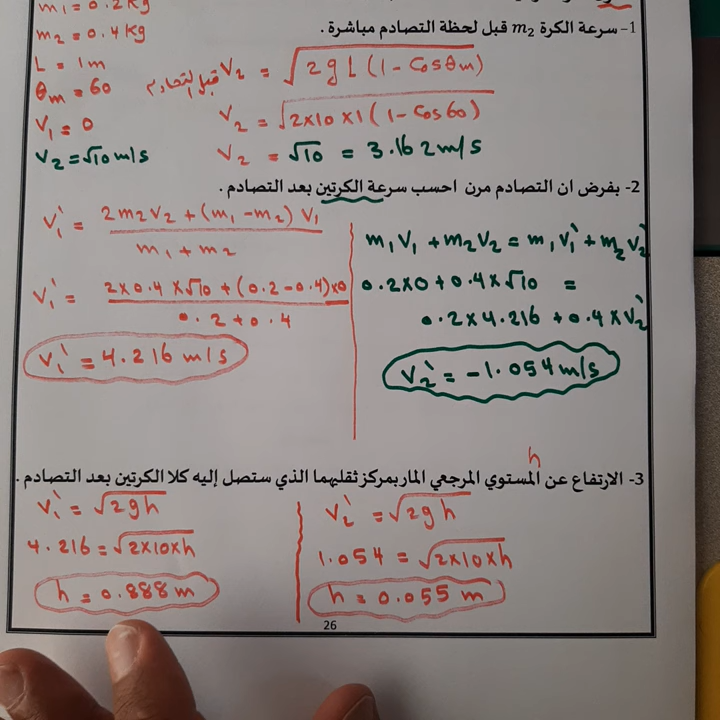 m₁ = 0.2 Kg
1- سرعة الكرة m₂ قبل لحظة التصادم مباشرة .
m₂ = 0.4 Kg
L = 1m
قبل التصادم V₂ = √2gL(1 - Cosθm)
θm = 60
V₁ = 0
V₂ = √2×10×1(1 - Cos60)
V₂ = √10 m/s
V₂ = √10 = 3.162 m/s
2- بفرض ان التصادم مرن احسب سرعة الكرتين بعد التصادم .
V₁' = 2m₂V₂ + (m₁ - m₂)V₁ / m₁ + m₂
V₁' = 2×0.4×√10 + (0.2 - 0.4)×0 / 0.2 + 0.4
V₁' = 4.216 m/s
m₁V₁ + m₂V₂ = m₁V₁' + m₂V₂'
0.2×0 + 0.4×√10 =
0.2×4.216 + 0.4×V₂'
V₂' = -1.054 m/s
h
3- الارتفاع عن المستوي المرجعي المار بمركز ثقليهما الذي ستصل إليه كلا الكرتين بعد التصادم .
V₁' = √2gh
4.216 = √2×10×h
h = 0.888 m
V₂' = √2gh
1.054 = √2×10×h
h = 0.055 m
26